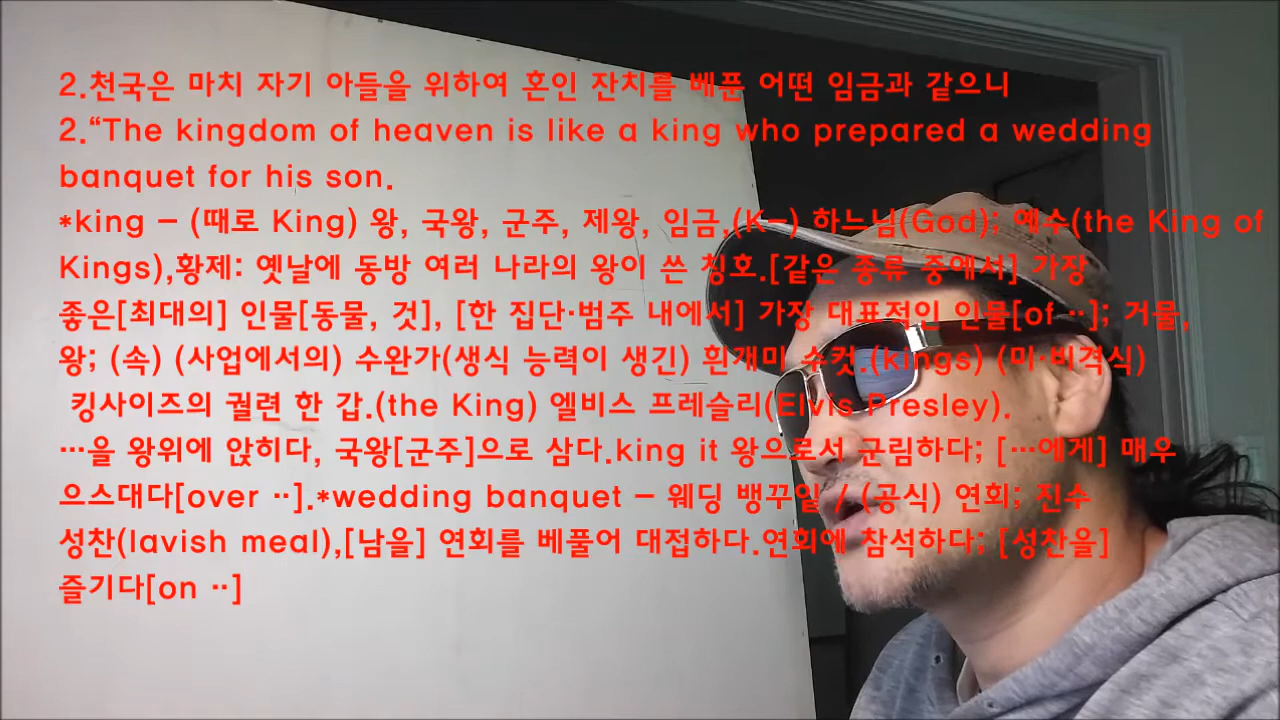 2.천국은 마치 자기 아들을 위하여 혼인 잔치를 베푼 어떤 임금과 같으니
2.“The kingdom of heaven is like a king who prepared a wedding
banquet for his son.
*king – (때로 King) 왕, 국왕, 군주, 제왕, 임금,(K–) 하느님(God); 예수(the King of
Kings),황제: 옛날에 동방 여러 나라의 왕이 쓴 칭호.[같은 종류 중에서] 가장
좋은[최대의] 인물[동물, 것], [한 집단·범주 내에서] 가장 대표적인 인물[of ··]; 거물,
왕; (속) (사업에서의) 수완가(생식 능력이 생긴) 흰개미 수컷.(kings) (미·비격식)
킹사이즈의 궐련 한 갑.(the King) 엘비스 프레슬리(Elvis Presley).
…을 왕위에 앉히다, 국왕[군주]으로 삼다.king it 왕으로서 군림하다; […에게] 매우
으스대다[over ··].*wedding banquet – 웨딩 뱅꾸일 / (공식) 연회; 진수
성찬(lavish meal),[남을] 연회를 베풀어 대접하다.연회에 참석하다; [성찬을]
즐기다[on ··]